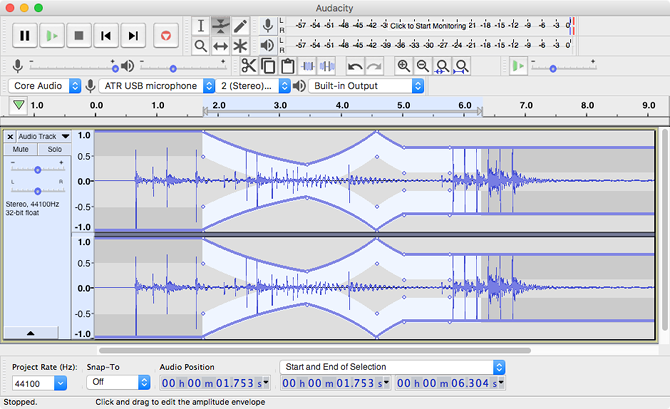 Audacity
L
R
-57 -54 -51 -48 -45 -42 -3 Click to Start Monitoring !1 -18 -15 -12 -9 -6 -3 0
L
R
-57 -54 -51 -48 -45 -42 -39 -36 -33 -30 -27 -24 -21 -18 -15 -12 -9 -6 -3 0
Core Audio ATR USB microphone 2 (Stereo)... Built-in Output
1.0 0.0 1.0 2.0 3.0 4.0 5.0 6.0 7.0 8.0 9.0
Audio Track 1.0
Mute Solo
0.5
- +
0.0
L R
Stereo, 44100Hz
32-bit float
-0.5
-1.0
1.0
0.5
0.0
-0.5
-1.0
Project Rate (Hz): Snap-To Audio Position Start and End of Selection
44100 Off 00 h 00 m 01.753 s 00 h 00 m 01.753 s 00 h 00 m 06.304 s
Stopped. Click and drag to edit the amplitude envelope